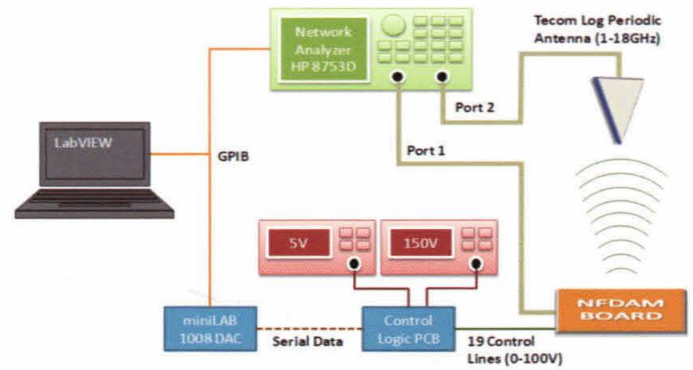 Network
Analyzer
HP 8753D
Tecom Log Periodic
Antenna (1-18GHz)
Port 2
Port 1
LabVIEW
GPIB
5V
150V
miniLAB
1008 DAC
Serial Data
Control
Logic PCB
19 Control
Lines (0-100V)
NFDAM
BOARD